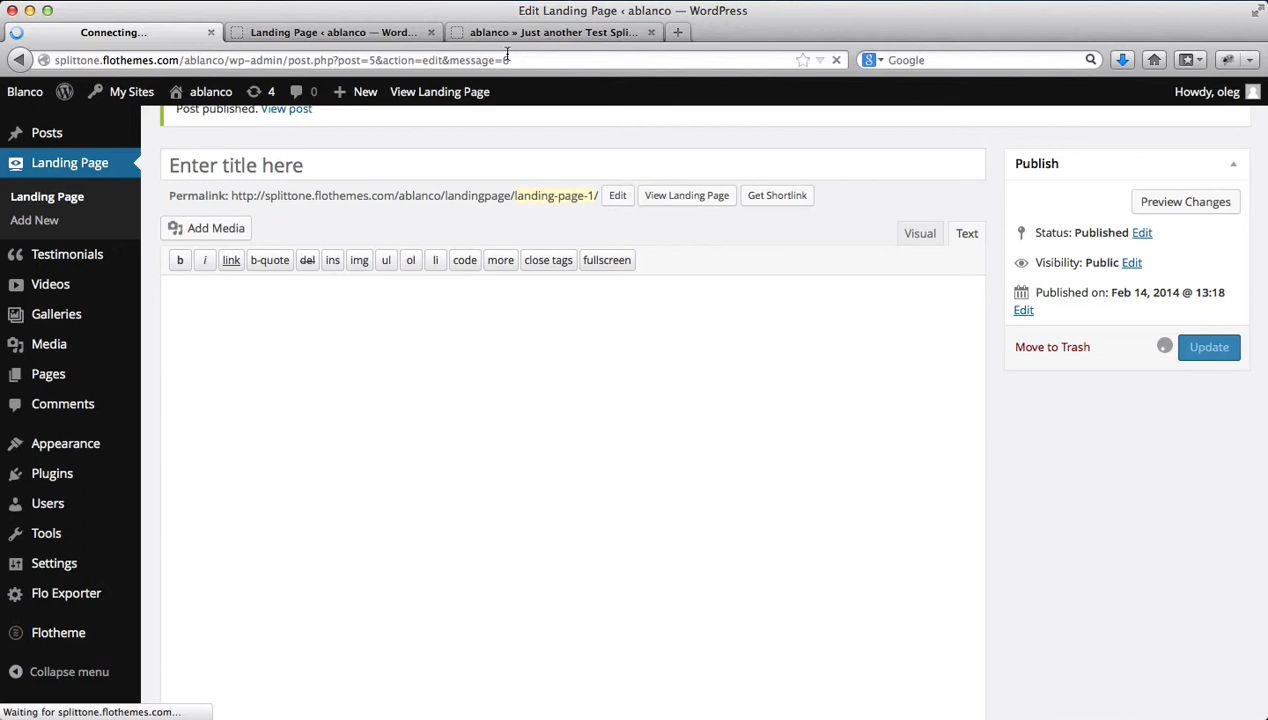 Edit Landing Page ‹ ablanco — WordPress
Connecting...
Landing Page ‹ ablanco — Word...
ablanco » Just another Test Spli...
splittone.flothemes.com/ablanco/wp-admin/post.php?post=5&action=edit&message=6
Google
Blanco
My Sites
ablanco
4
0
New
View Landing Page
Howdy, oleg
Post published. View post
Posts
Landing Page
Landing Page
Add New
Testimonials
Videos
Galleries
Media
Pages
Comments
Appearance
Plugins
Users
Tools
Settings
Flo Exporter
Flotheme
Collapse menu
Enter title here
Permalink: http://splittone.flothemes.com/ablanco/landingpage/landing-page-1/
Edit
View Landing Page
Get Shortlink
Add Media
Visual
Text
b
i
link
b-quote
del
ins
img
ul
ol
li
code
more
close tags
fullscreen
Publish
Preview Changes
Status: Published Edit
Visibility: Public Edit
Published on: Feb 14, 2014 @ 13:18
Edit
Move to Trash
Update
Waiting for splittone.flothemes.com...